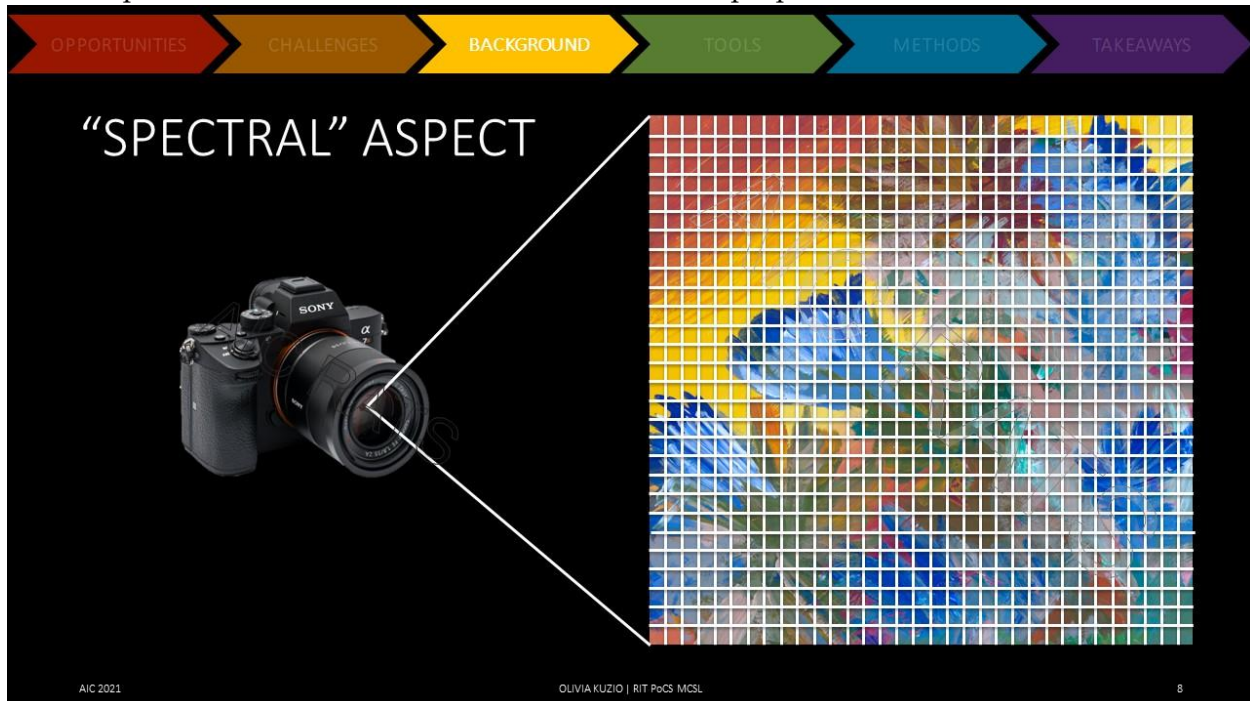 OPPORTUNITIES
CHALLENGES
BACKGROUND
TOOLS
METHODS
TAKEAWAYS
“SPECTRAL” ASPECT
SONY
α
AIC 2021
OLIVIA KUZIO | RIT PoCS MCSL
8